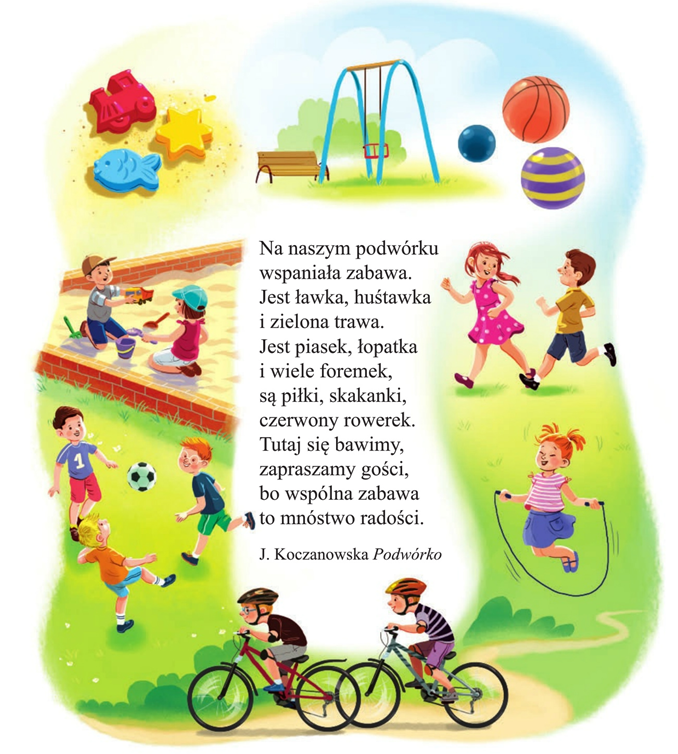 Na naszym podwórku
wspaniała zabawa.
Jest ławka, huśtawka
i zielona trawa.
Jest piasek, łopatka
i wiele foremek,
są piłki, skakanki,
czerwony rowerek.
Tutaj się bawimy,
zapraszamy gości,
bo wspólna zabawa
to mnóstwo radości.
J. Koczanowska Podwórko
1